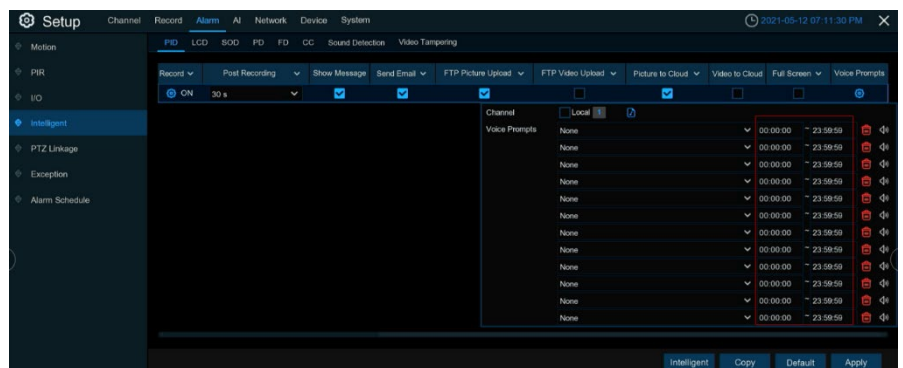 Setup Channel Record Alarm AI Network Device System 2021-05-12 07:11:30 PM
Motion
PIR
I/O
Intelligent
PTZ Linkage
Exception
Alarm Schedule
PID LCD SOD PD FD CC Sound Detection Video Tampering
Record Post Recording Show Message Send Email FTP Picture Upload FTP Video Upload Picture to Cloud Video to Cloud Full Screen Voice Prompts
ON 30 s
Channel Local 1
Voice Prompts None 00:00:00 ~ 23:59:59
None 00:00:00 ~ 23:59:59
None 00:00:00 ~ 23:59:59
None 00:00:00 ~ 23:59:59
None 00:00:00 ~ 23:59:59
None 00:00:00 ~ 23:59:59
None 00:00:00 ~ 23:59:59
None 00:00:00 ~ 23:59:59
None 00:00:00 ~ 23:59:59
None 00:00:00 ~ 23:59:59
None 00:00:00 ~ 23:59:59
None 00:00:00 ~ 23:59:59
Intelligent Copy Default Apply